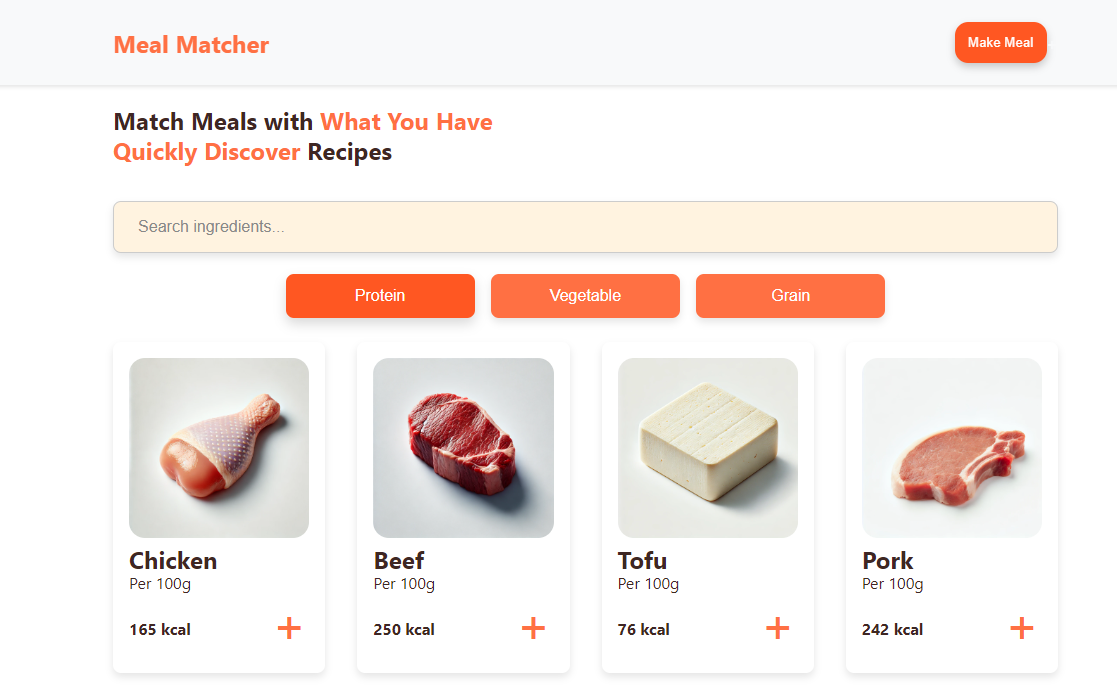 Meal Matcher
Make Meal
Match Meals with What You Have
Quickly Discover Recipes
Search ingredients...
Protein
Vegetable
Grain
Chicken
Per 100g
165 kcal
+
Beef
Per 100g
250 kcal
+
Tofu
Per 100g
76 kcal
+
Pork
Per 100g
242 kcal
+